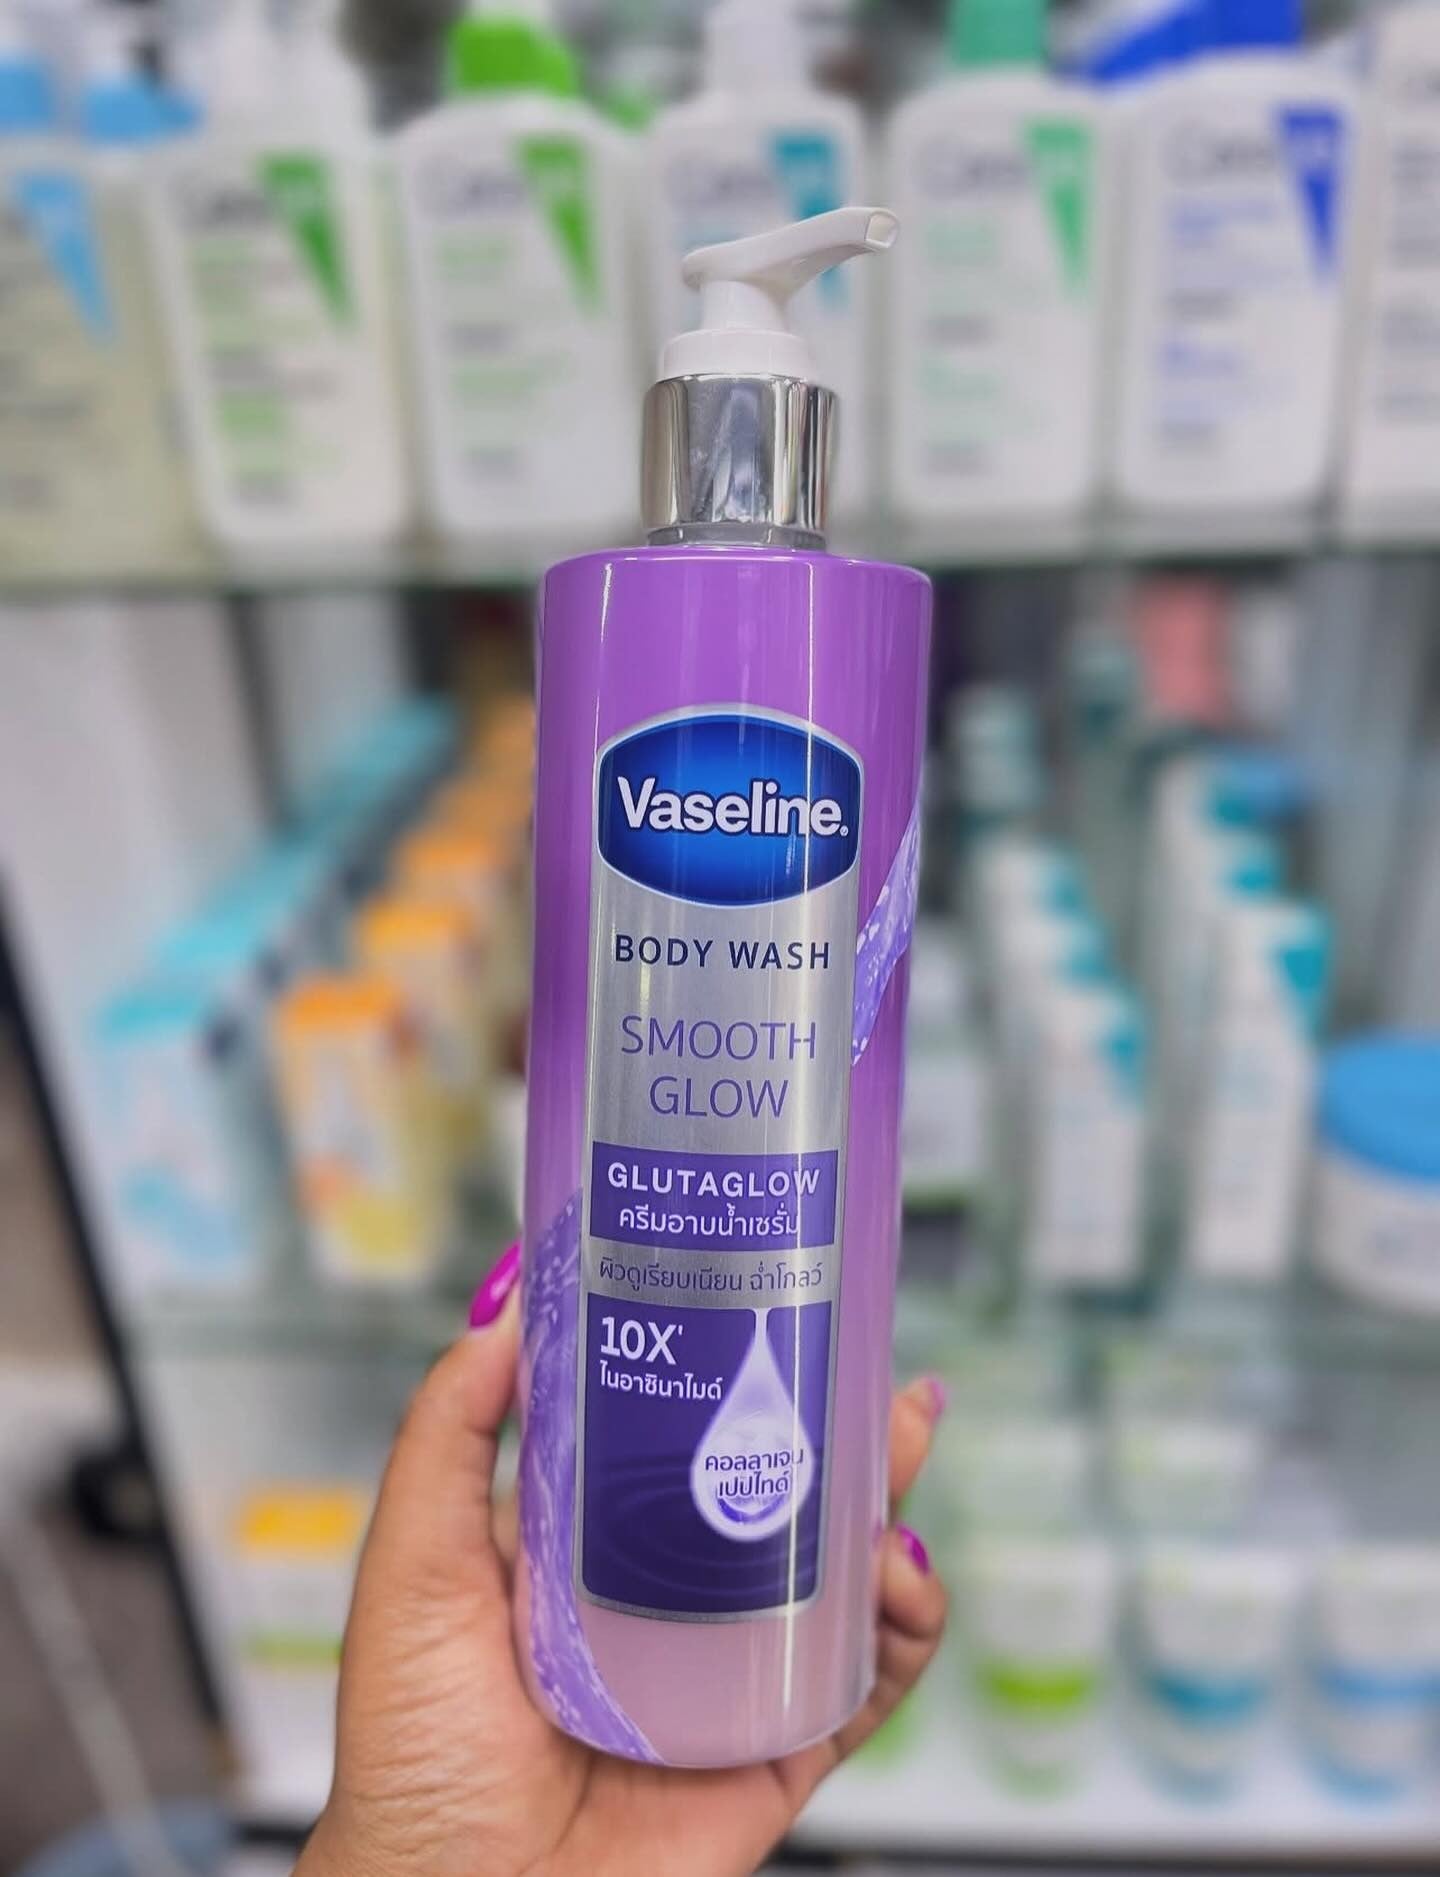 Vaseline.
BODY WASH
SMOOTH
GLOW
GLUTAGLOW
ครีมอาบน้ำเซรั่ม
ผิวดูเรียบเนียน ฉ่ำโกลว์
10X'
ไนอาซินาไมด์
คอลลาเจน
เปปไทด์